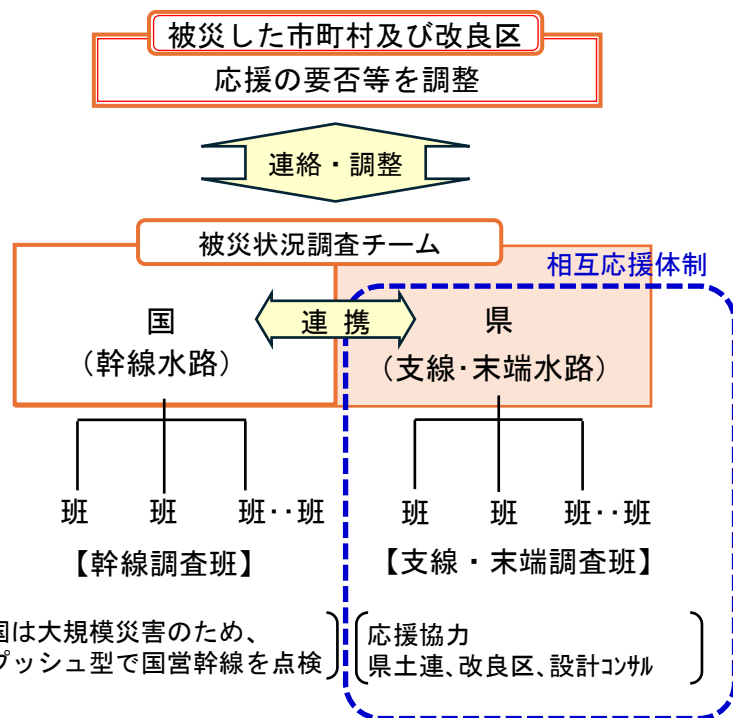 被災した市町村及び改良区
応援の要否等を調整
連絡・調整
被災状況調査チーム
相互応援体制
国
（幹線水路）
連 携
県
（支線・末端水路）
班 班 班・・班
班 班 班・・班
【幹線調査班】
【支線・末端調査班】
国は大規模災害のため、
プッシュ型で国営幹線を点検
応援協力
県土連、改良区、設計コンサル